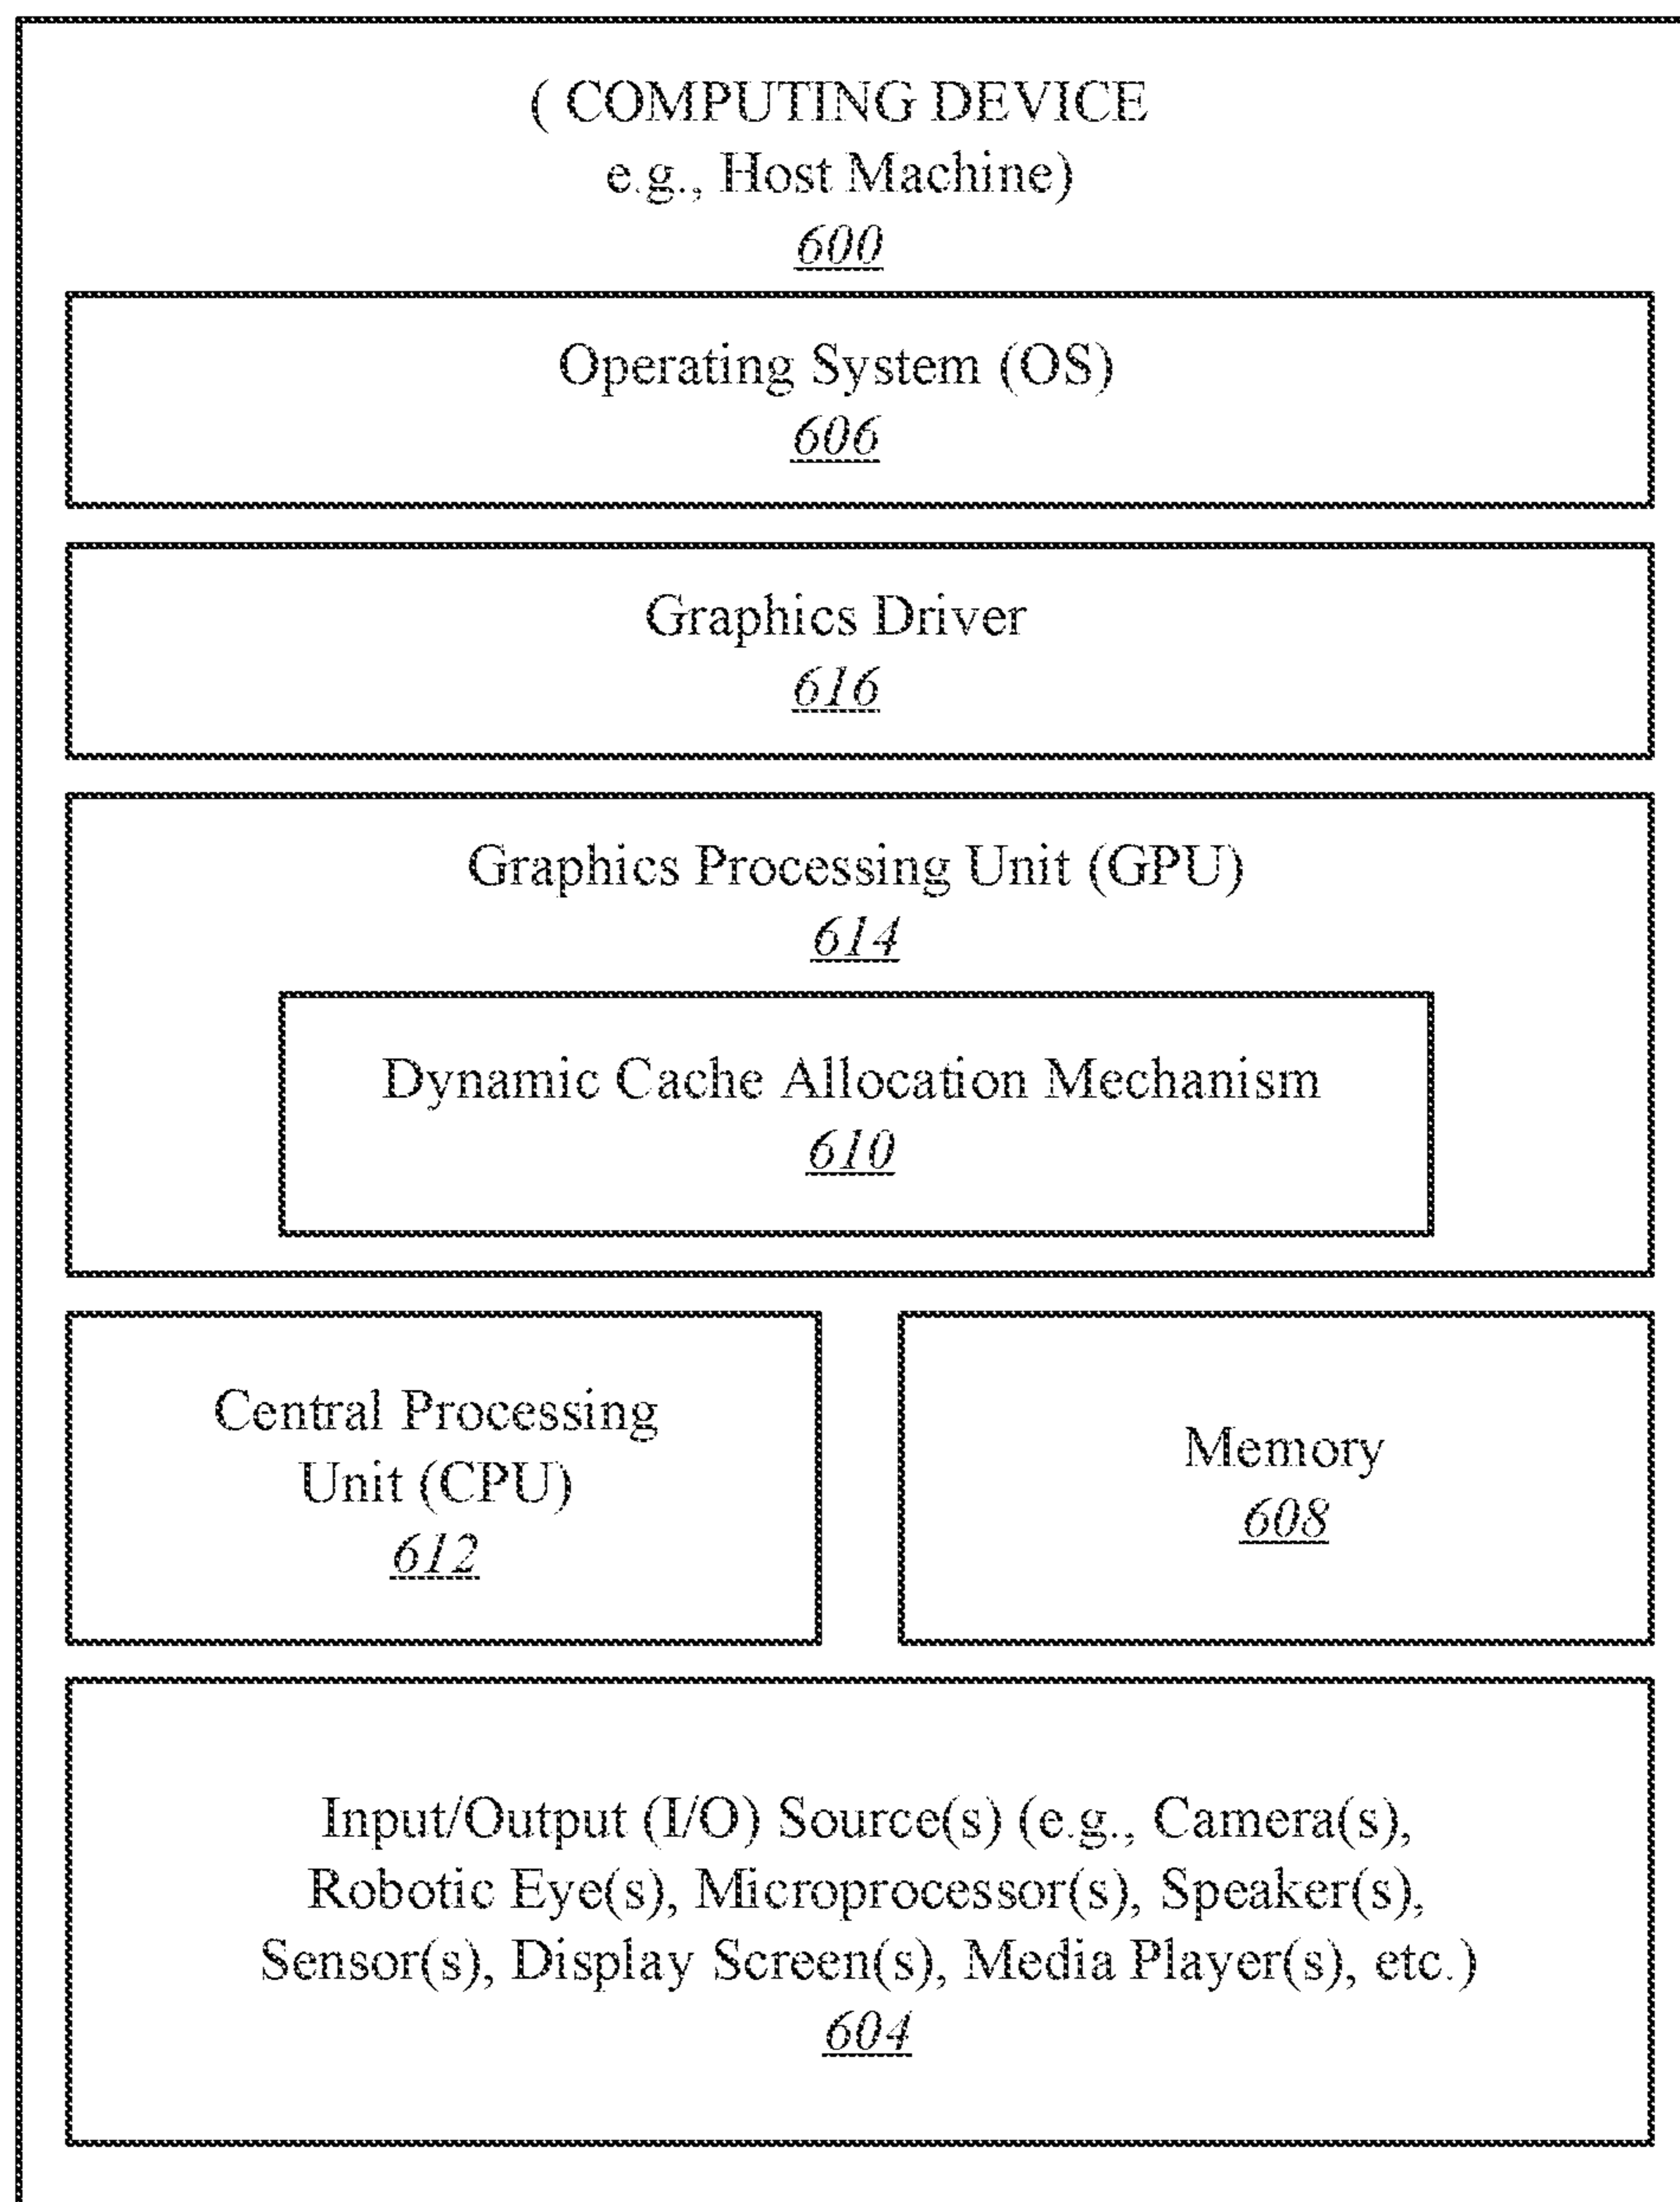 ( COMPUTING DEVICE
e.g., Host Machine)
600
Operating System (OS)
606
Graphics Driver
616
Graphics Processing Unit (GPU)
614
Dynamic Cache Allocation Mechanism
610
Central Processing
Unit (CPU)
612
Memory
608
Input/Output (I/O) Source(s) (e.g., Camera(s),
Robotic Eye(s), Microprocessor(s), Speaker(s),
Sensor(s), Display Screen(s), Media Player(s), etc.)
604